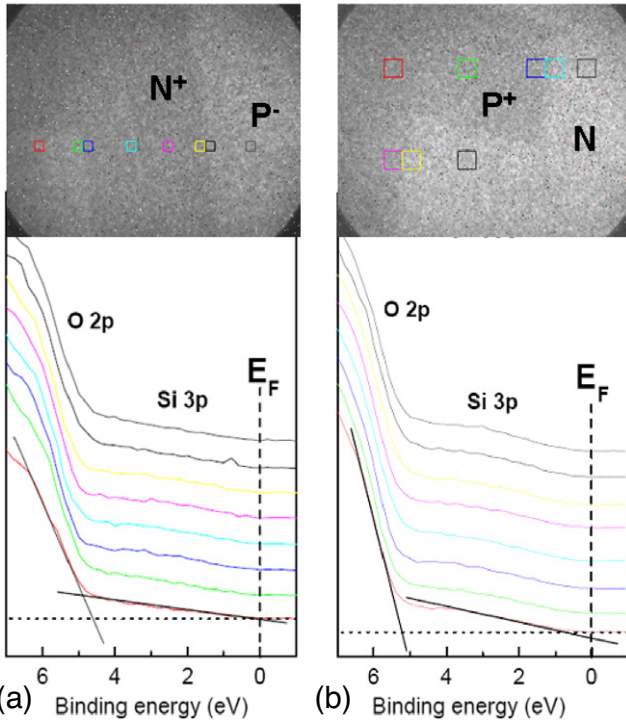 N+
P-
O 2p
Si 3p
EF
6 4 2 0
(a) Binding energy (eV)
P+
N
O 2p
Si 3p
EF
6 4 2 0
(b) Binding energy (eV)